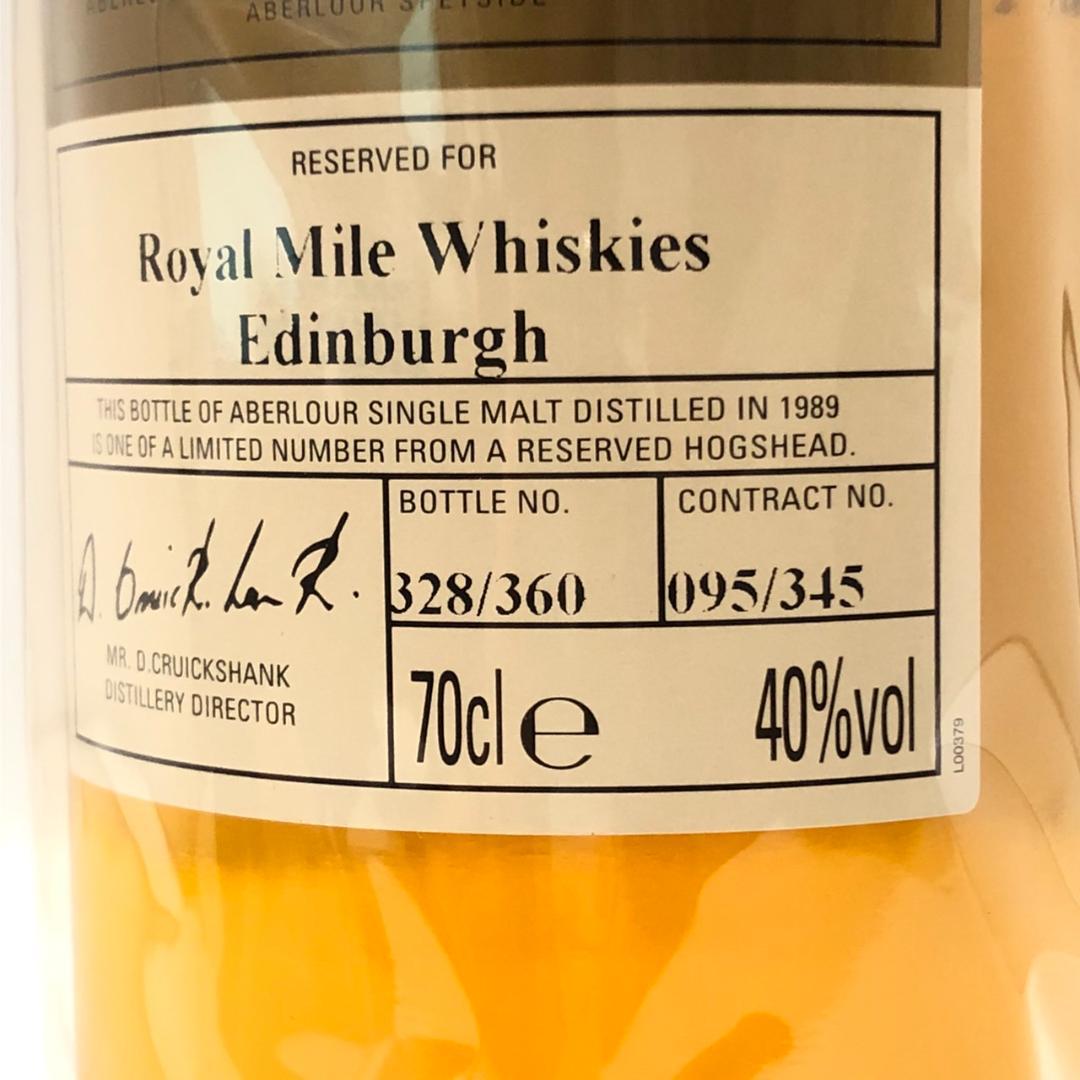 ABERLOUR SPEYSIDE
RESERVED FOR
Royal Mile Whiskies
Edinburgh
THIS BOTTLE OF ABERLOUR SINGLE MALT DISTILLED IN 1989
IS ONE OF A LIMITED NUMBER FROM A RESERVED HOGSHEAD.
BOTTLE NO.
328/360
CONTRACT NO.
095/345
MR. D.CRUICKSHANK
DISTILLERY DIRECTOR
70cl e
40%vol
L00379